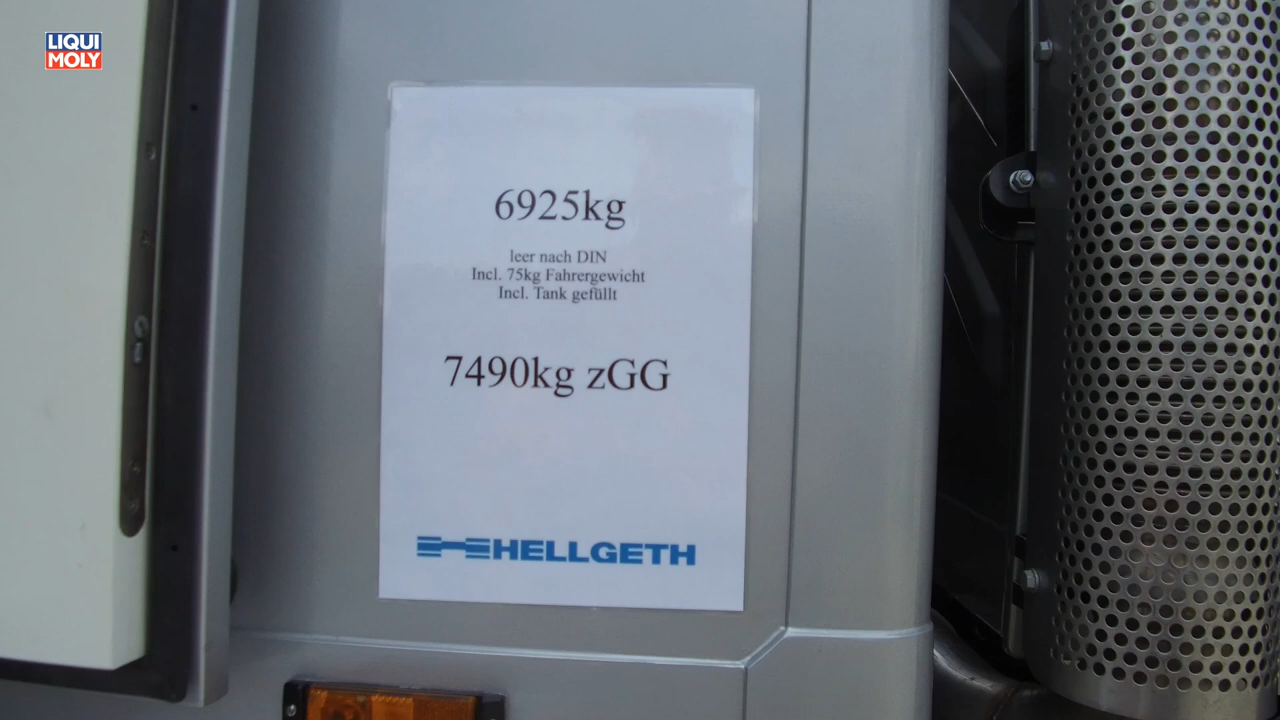 LIQUI
MOLY
6925kg
leer nach DIN
Incl. 75kg Fahrergewicht
Incl. Tank gefüllt
7490kg zGG
HELLGETH